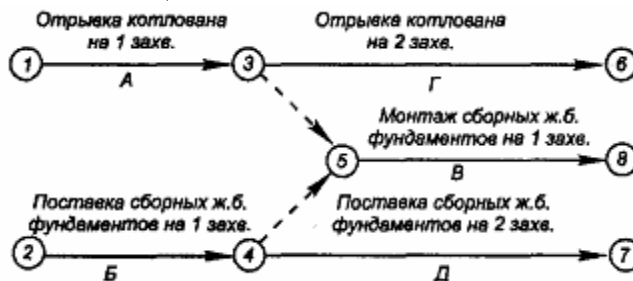 Отрывка котлована
на 1 захв.
Отрывка котлована
на 2 захв.
1
3
6
А
Г
Монтаж сборных ж.б.
фундаментов на 1 захв.
5
8
В
Поставка сборных ж.б.
фундаментов на 1 захв.
Поставка сборных ж.б.
фундаментов на 2 захв.
2
4
7
Б
Д